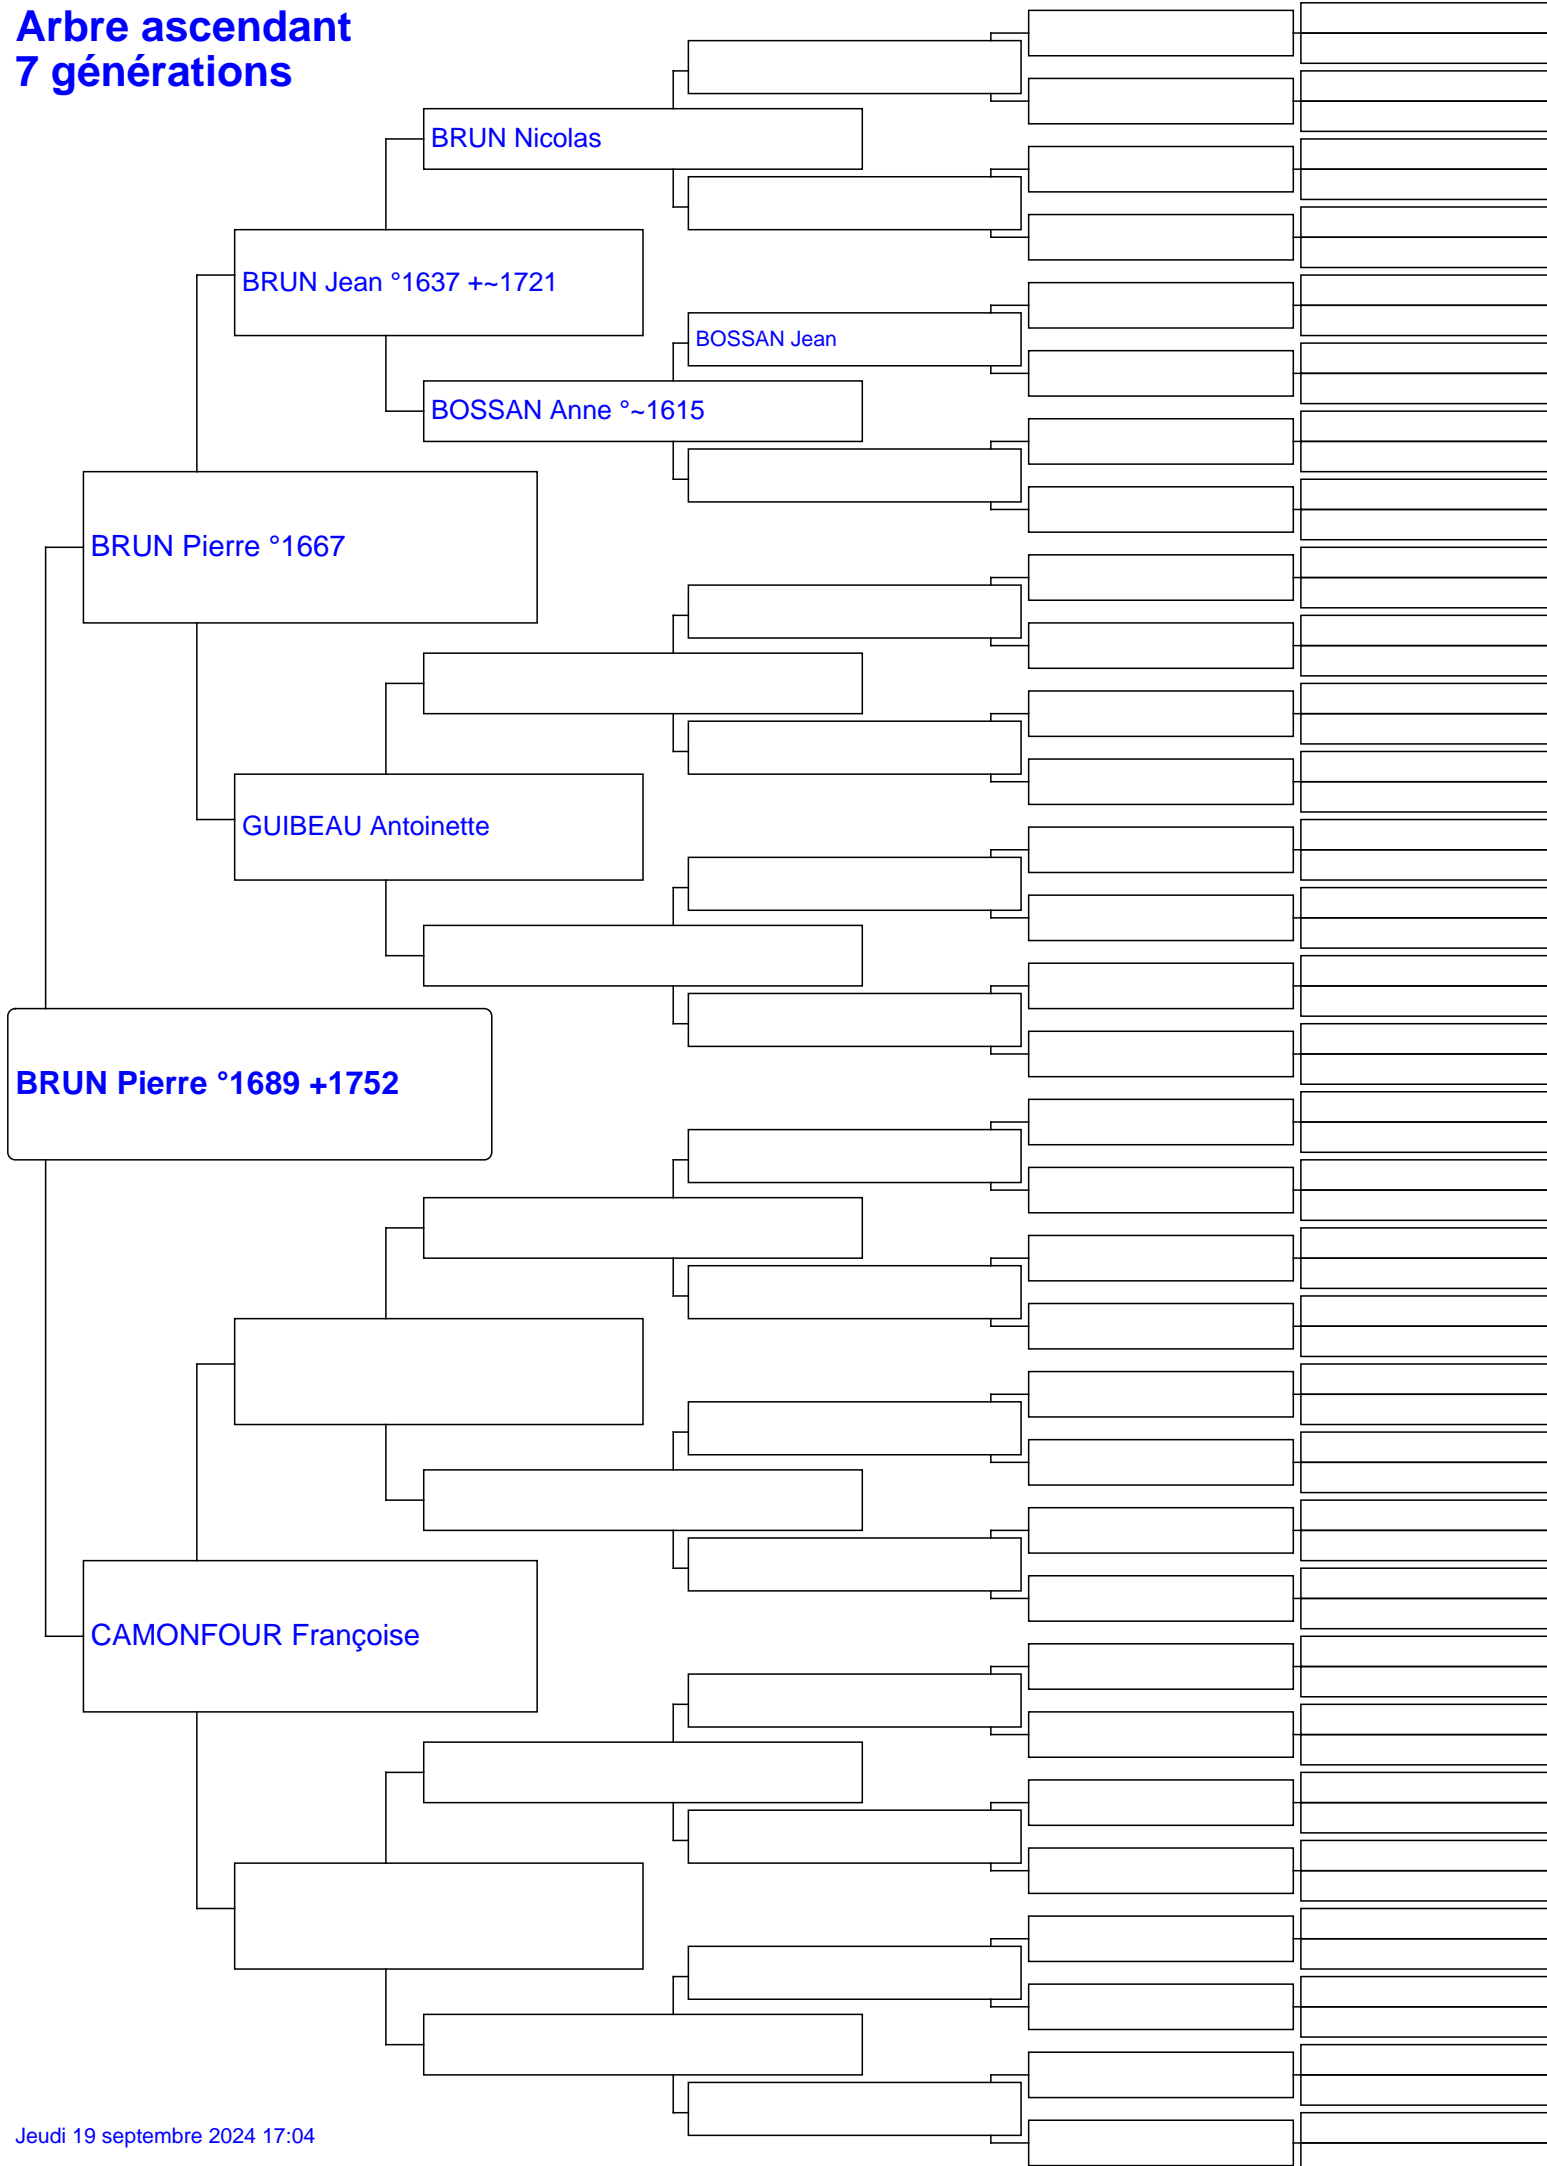 Arbre ascendant
7 générations
BRUN Nicolas
BRUN Jean °1637 +~1721
BOSSAN Jean
BOSSAN Anne °~1615
BRUN Pierre °1667
GUIBEAU Antoinette
BRUN Pierre °1689 +1752
CAMONFOUR Françoise
Jeudi 19 septembre 2024 17:04